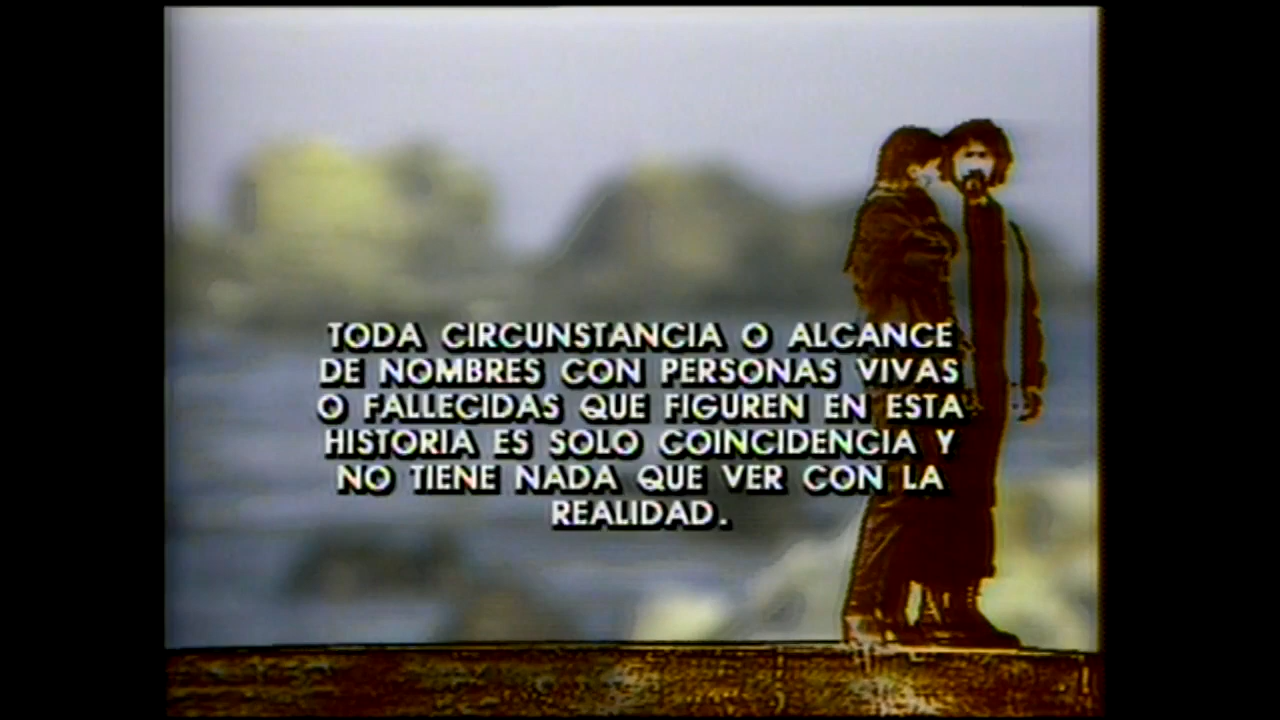 TODA CIRCUNSTANCIA O ALCANCE
DE NOMBRES CON PERSONAS VIVAS
O FALLECIDAS QUE FIGUREN EN ESTA
HISTORIA ES SOLO COINCIDENCIA Y
NO TIENE NADA QUE VER CON LA
REALIDAD.